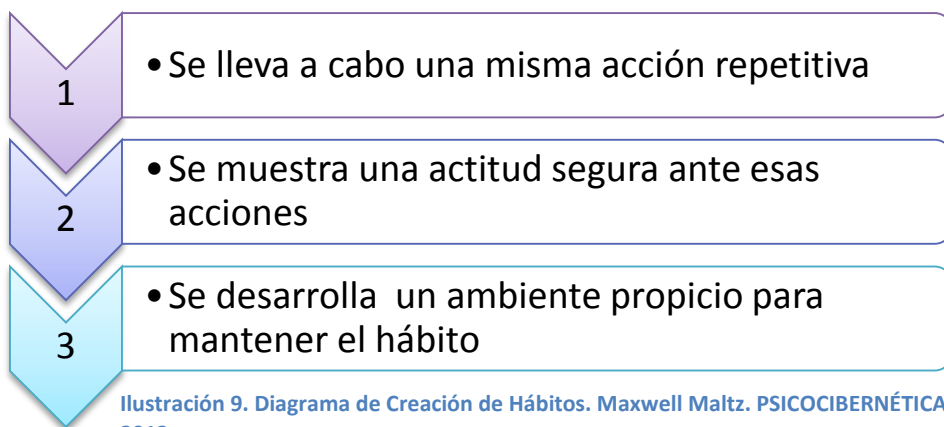 1
• Se lleva a cabo una misma acción repetitiva
2
• Se muestra una actitud segura ante esas
acciones
3
• Se desarrolla un ambiente propicio para
mantener el hábito
Ilustración 9. Diagrama de Creación de Hábitos. Maxwell Maltz. PSICOCIBERNÉTICA